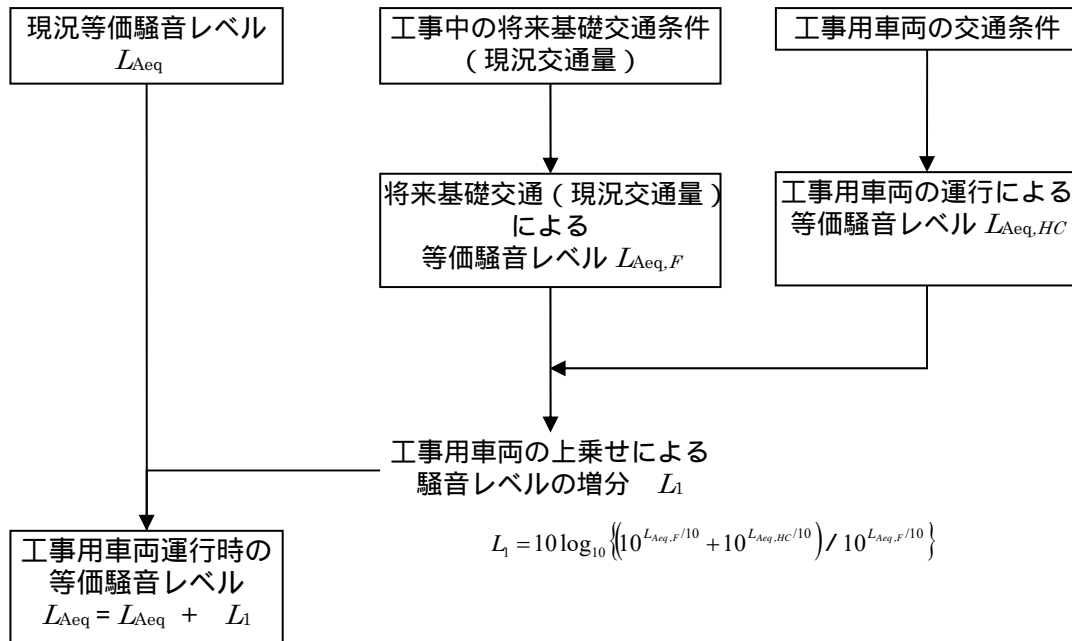 現況等価騒音レベル
LAeq
工事中の将来基礎交通条件
(現況交通量)
工事用車両の交通条件
将来基礎交通(現況交通量)
による
等価騒音レベル LAeq,F
工事用車両の運行による
等価騒音レベル LAeq,HC
工事用車両の上乗せによる
騒音レベルの増分 L1
L1 = 10 log10 {(10^{LAeq,F/10} + 10^{LAeq,HC/10}) / 10^{LAeq,F/10}}
工事用車両運行時の
等価騒音レベル
LAeq = LAeq + L1